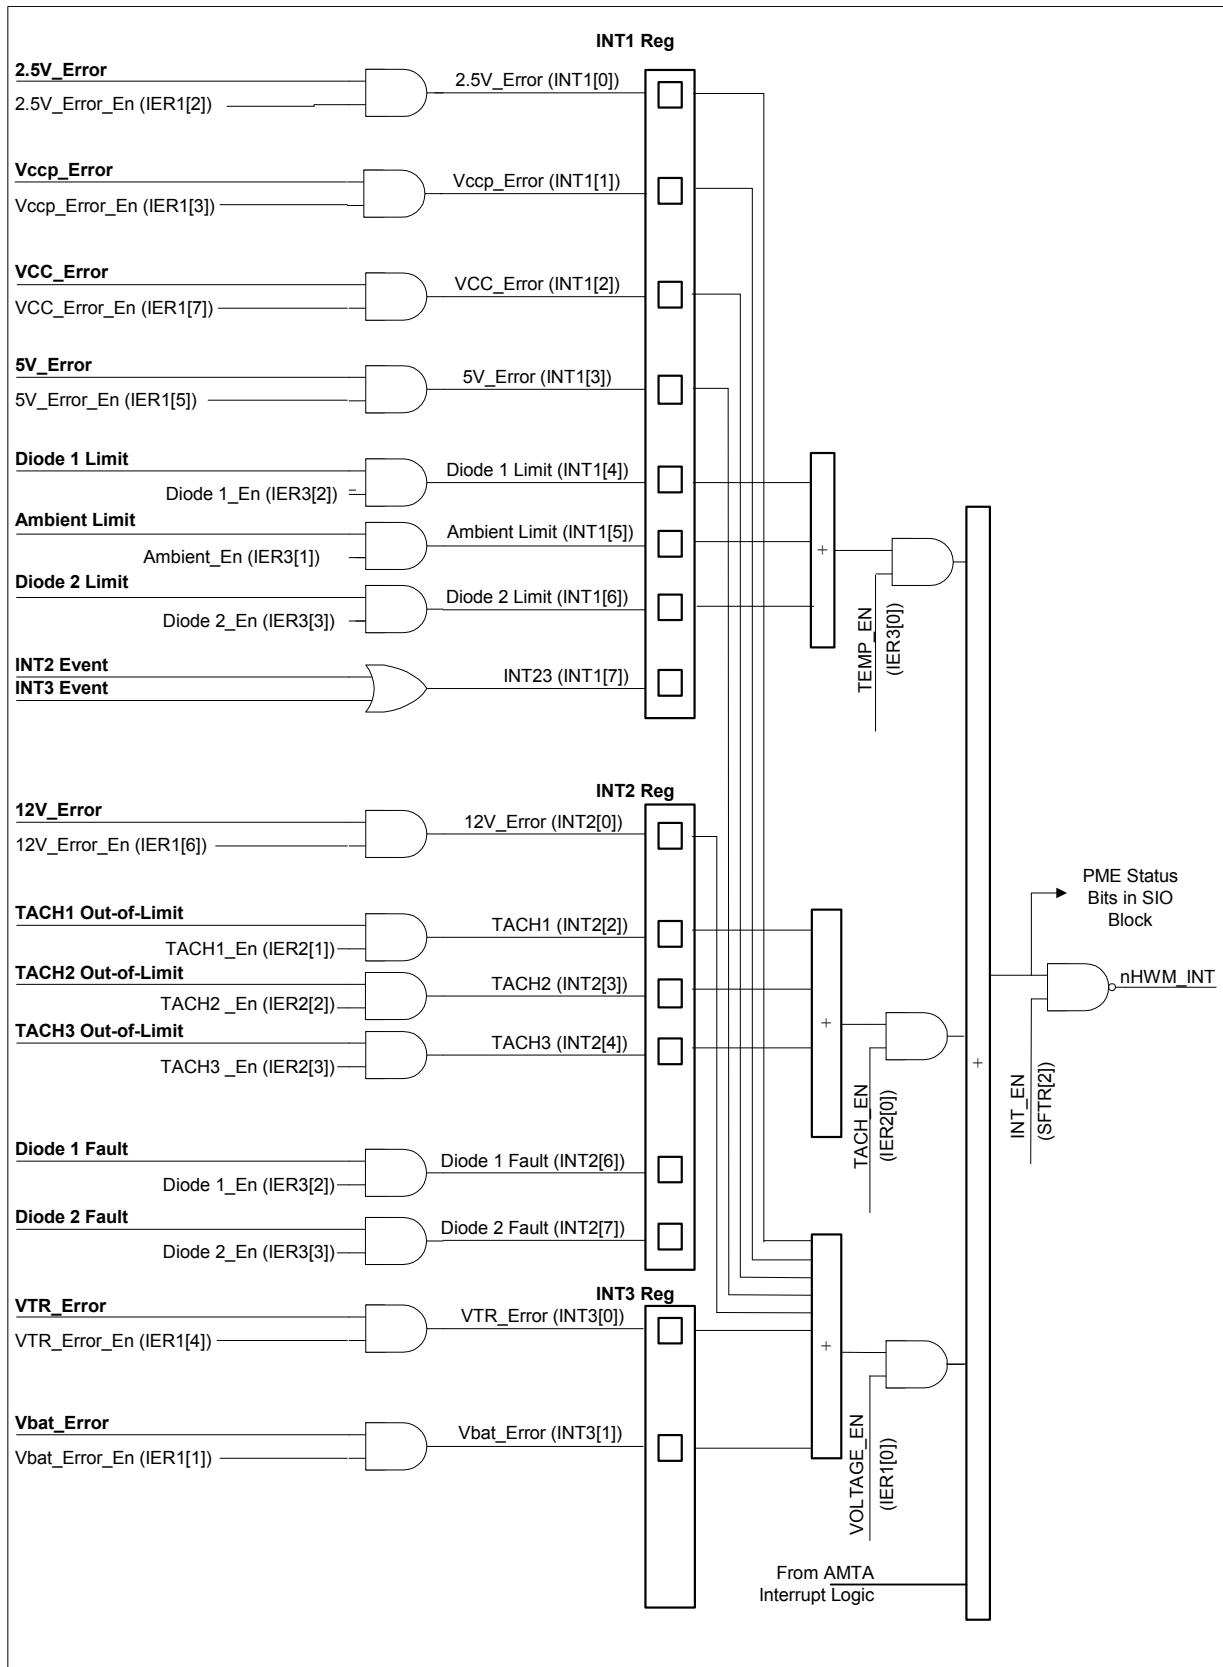 INT1 Reg
2.5V_Error
2.5V_Error_En (IER1[2])
2.5V_Error (INT1[0])
Vccp_Error
Vccp_Error_En (IER1[3])
Vccp_Error (INT1[1])
VCC_Error
VCC_Error_En (IER1[7])
VCC_Error (INT1[2])
5V_Error
5V_Error_En (IER1[5])
5V_Error (INT1[3])
Diode 1 Limit
Diode 1_En (IER3[2])
Diode 1 Limit (INT1[4])
Ambient Limit
Ambient_En (IER3[1])
Ambient Limit (INT1[5])
Diode 2 Limit
Diode 2_En (IER3[3])
Diode 2 Limit (INT1[6])
INT2 Event
INT3 Event
INT23 (INT1[7])
+
TEMP_EN
(IER3[0])
INT2 Reg
12V_Error
12V_Error_En (IER1[6])
12V_Error (INT2[0])
TACH1 Out-of-Limit
TACH1_En (IER2[1])
TACH1 (INT2[2])
TACH2 Out-of-Limit
TACH2 _En (IER2[2])
TACH2 (INT2[3])
TACH3 Out-of-Limit
TACH3 _En (IER2[3])
TACH3 (INT2[4])
+
TACH_EN
(IER2[0])
+
PME Status
Bits in SIO
Block
nHWM_INT
INT_EN
(SFTR[2])
Diode 1 Fault
Diode 1_En (IER3[2])
Diode 1 Fault (INT2[6])
Diode 2 Fault
Diode 2_En (IER3[3])
Diode 2 Fault (INT2[7])
INT3 Reg
VTR_Error
VTR_Error_En (IER1[4])
VTR_Error (INT3[0])
Vbat_Error
Vbat_Error_En (IER1[1])
Vbat_Error (INT3[1])
+
VOLTAGE_EN
(IER1[0])
From AMTA
Interrupt Logic